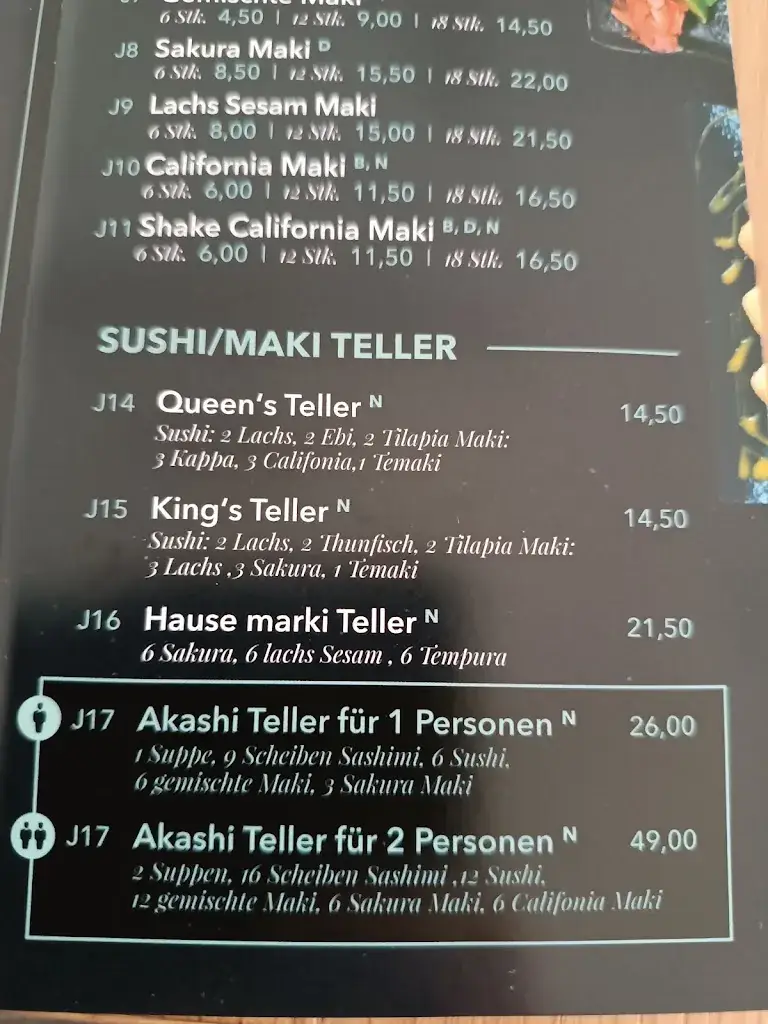 Gemischte Maki
6 Stk. 4,50 | 12 Stk. 9,00 | 18 Stk. 14,50
J8 Sakura Maki D
6 Stk. 8,50 | 12 Stk. 15,50 | 18 Stk. 22,00
J9 Lachs Sesam Maki
6 Stk. 8,00 | 12 Stk. 15,00 | 18 Stk. 21,50
J10 California Maki B, N
6 Stk. 6,00 | 12 Stk. 11,50 | 18 Stk. 16,50
J11 Shake California Maki B, D, N
6 Stk. 6,00 | 12 Stk. 11,50 | 18 Stk. 16,50
SUSHI/MAKI TELLER
J14 Queen's Teller N 14,50
Sushi: 2 Lachs, 2 Ebi, 2 Tilapia Maki:
3 Kappa, 3 Califonia,1 Temaki
J15 King's Teller N 14,50
Sushi: 2 Lachs, 2 Thunfisch, 2 Tilapia Maki:
3 Lachs ,3 Sakura, 1 Temaki
J16 Hause marki Teller N 21,50
6 Sakura, 6 lachs Sesam , 6 Tempura
J17 Akashi Teller für 1 Personen N 26,00
1 Suppe, 9 Scheiben Sashimi, 6 Sushi,
6 gemischte Maki, 3 Sakura Maki
J17 Akashi Teller für 2 Personen N 49,00
2 Suppen, 16 Scheiben Sashimi ,12 Sushi,
12 gemischte Maki, 6 Sakura Maki, 6 Califonia Maki